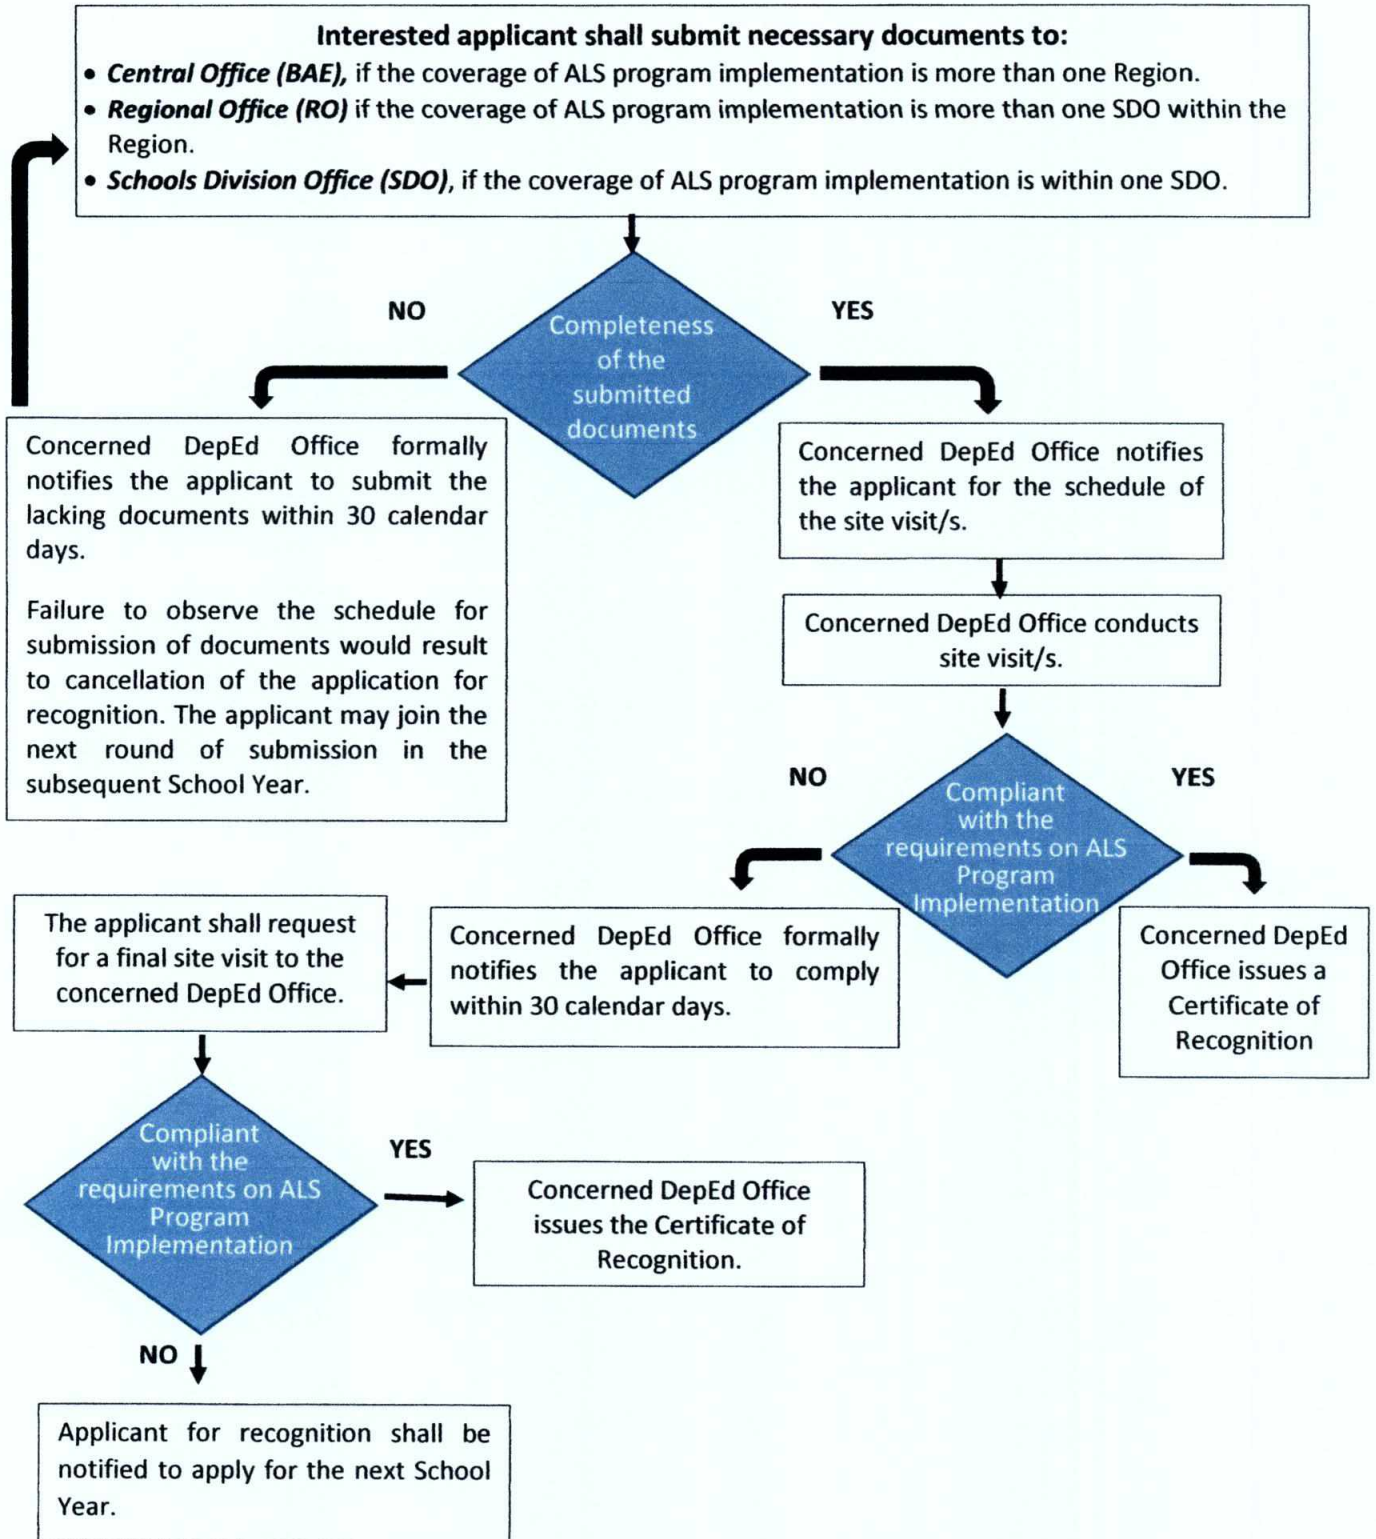 Interested applicant shall submit necessary documents to:
• Central Office (BAE), if the coverage of ALS program implementation is more than one Region.
• Regional Office (RO) if the coverage of ALS program implementation is more than one SDO within the
Region.
• Schools Division Office (SDO), if the coverage of ALS program implementation is within one SDO.
NO
YES
Completeness
of the
submitted
documents
Concerned DepEd Office formally
notifies the applicant to submit the
lacking documents within 30 calendar
days.
Failure to observe the schedule for
submission of documents would result
to cancellation of the application for
recognition. The applicant may join the
next round of submission in the
subsequent School Year.
Concerned DepEd Office notifies
the applicant for the schedule of
the site visit/s.
Concerned DepEd Office conducts
site visit/s.
NO
YES
Compliant
with the
requirements on ALS
Program
Implementation
Concerned DepEd
Office issues a
Certificate of
Recognition
Concerned DepEd Office formally
notifies the applicant to comply
within 30 calendar days.
The applicant shall request
for a final site visit to the
concerned DepEd Office.
Compliant
with the
requirements on ALS
Program
Implementation
YES
Concerned DepEd Office
issues the Certificate of
Recognition.
NO
Applicant for recognition shall be
notified to apply for the next School
Year.